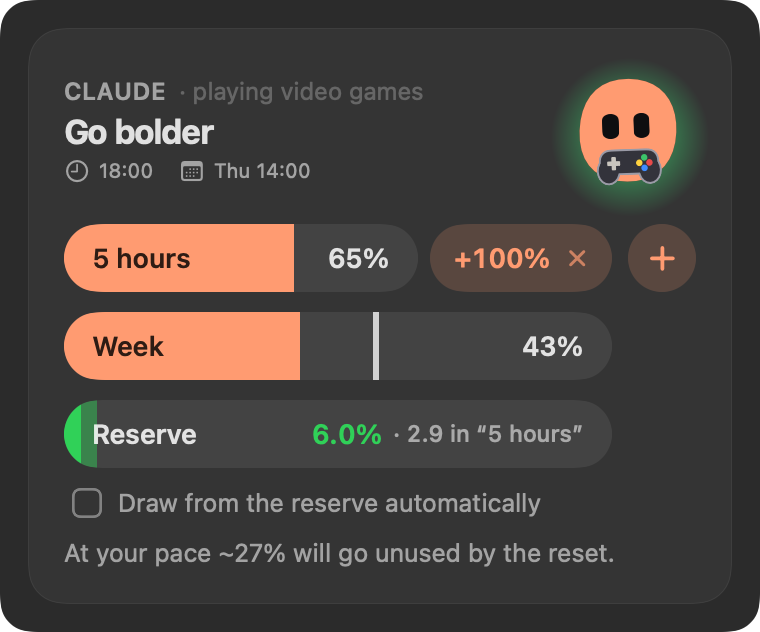 CLAUDE · playing video games
Go bolder
18:00 Thu 14:00
5 hours 65% +100% × +
Week 43%
Reserve 6.0% · 2.9 in “5 hours”
Draw from the reserve automatically
At your pace ~27% will go unused by the reset.